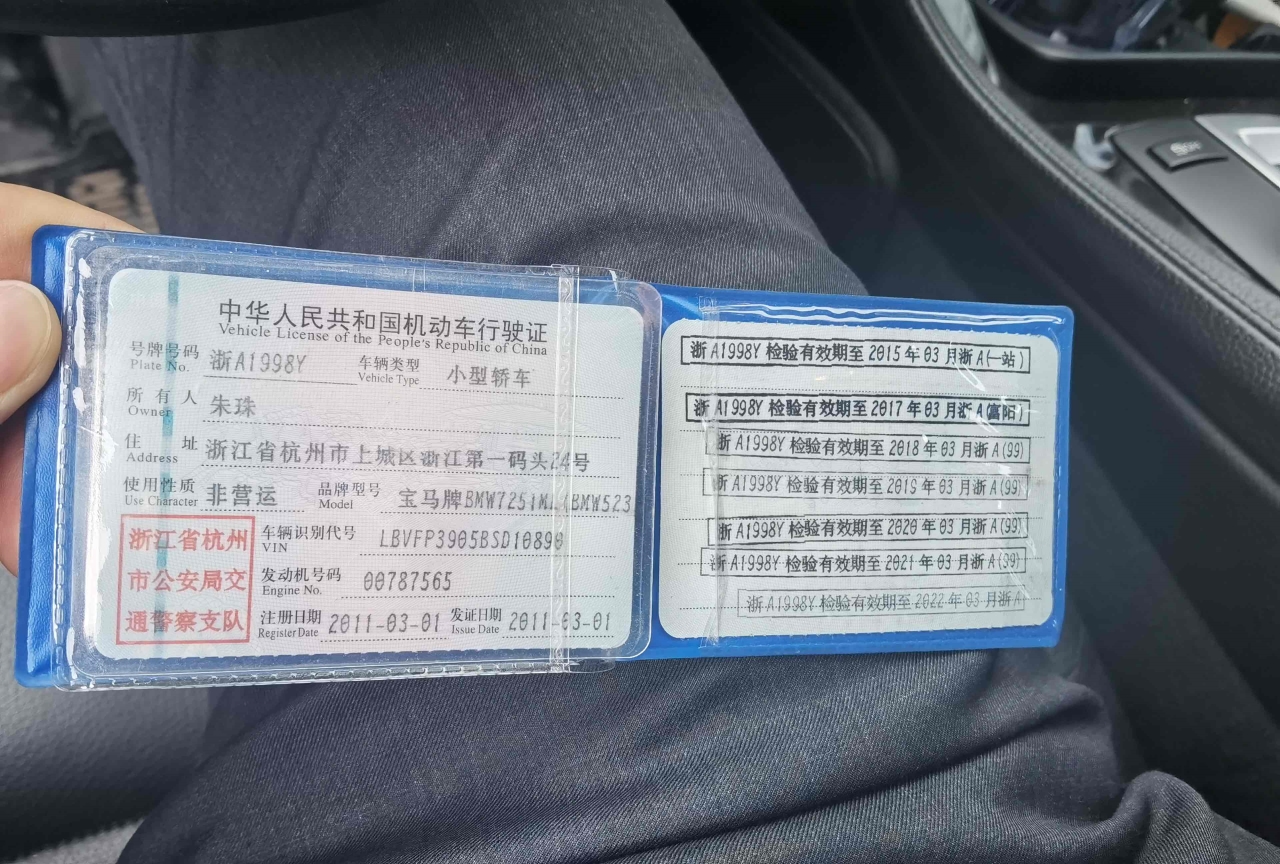 中华人民共和国机动车行驶证
Vehicle License of the People's Republic of China
号牌号码 浙A1998Y 车辆类型 小型轿车
Plate No. Vehicle Type
所有人 朱珠
Owner
住址 浙江省杭州市上城区浙江第一码头24号
Address
使用性质 非营运 品牌型号 宝马牌BMW7251ML(BMW523
Use Character Model
浙江省杭州
市公安局交
通警察支队
车辆识别代号 LBVFP3905BSD10890
VIN
发动机号码 00787565
Engine No.
注册日期 2011-03-01 发证日期 2011-03-01
Register Date Issue Date
浙A1998Y检验有效期至2015年03月浙A(一站)
浙A1998Y检验有效期至2017年03月浙A(富阳)
浙A1998Y检验有效期至2018年03月浙A(99)
浙A1998Y检验有效期至2019年03月浙A(99)
浙A1998Y检验有效期至2020年03月浙A(99)
浙A1998Y检验有效期至2021年03月浙A(99)
浙A1998Y检验有效期至2022年03月浙A